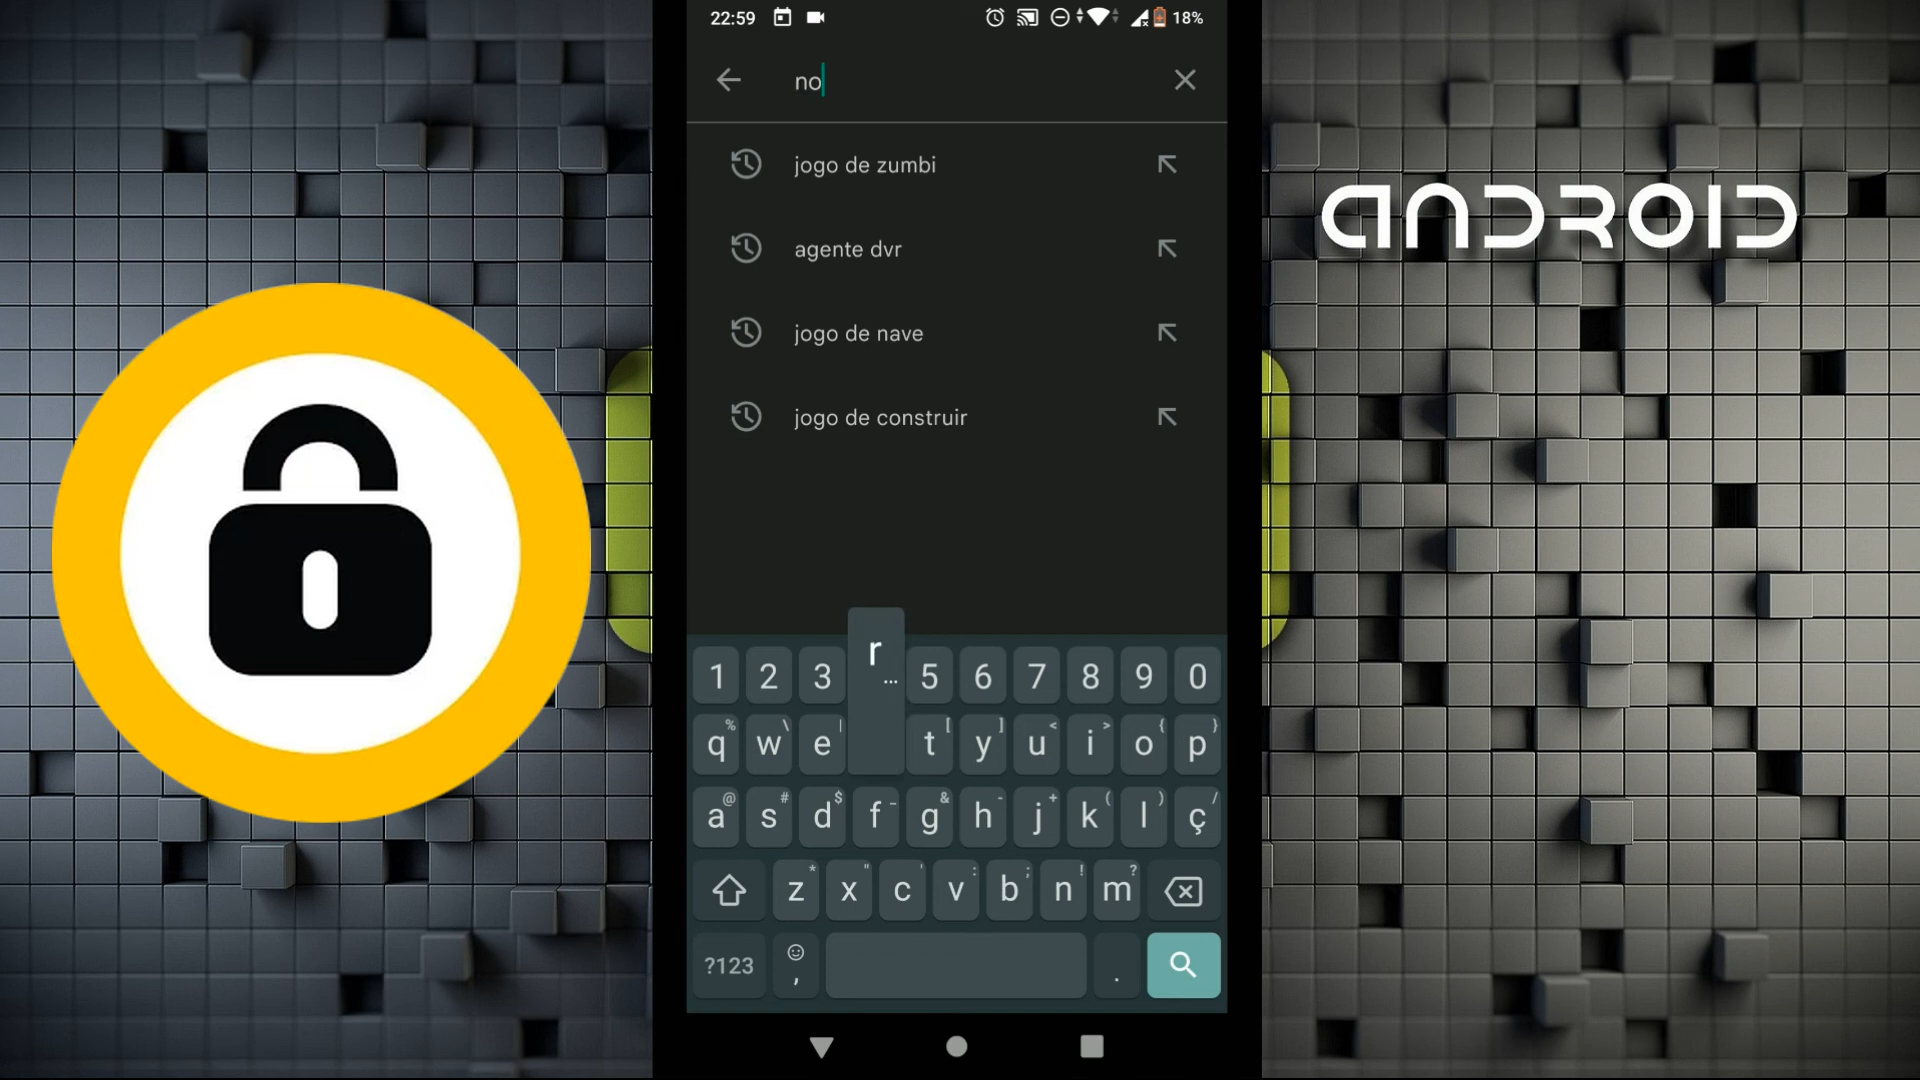 22:59 18%
no
ANDROID
jogo de zumbi
agente dvr
jogo de nave
jogo de construir
r
...
1 2 3 5 6 7 8 9 0
% \ | [ ] < > { }
q w e t y u i o p
@ # $ - & - + ( ) /
a s d f g h j k l ç
* " ' : ; ! ?
z x c v b n m
?123 , .